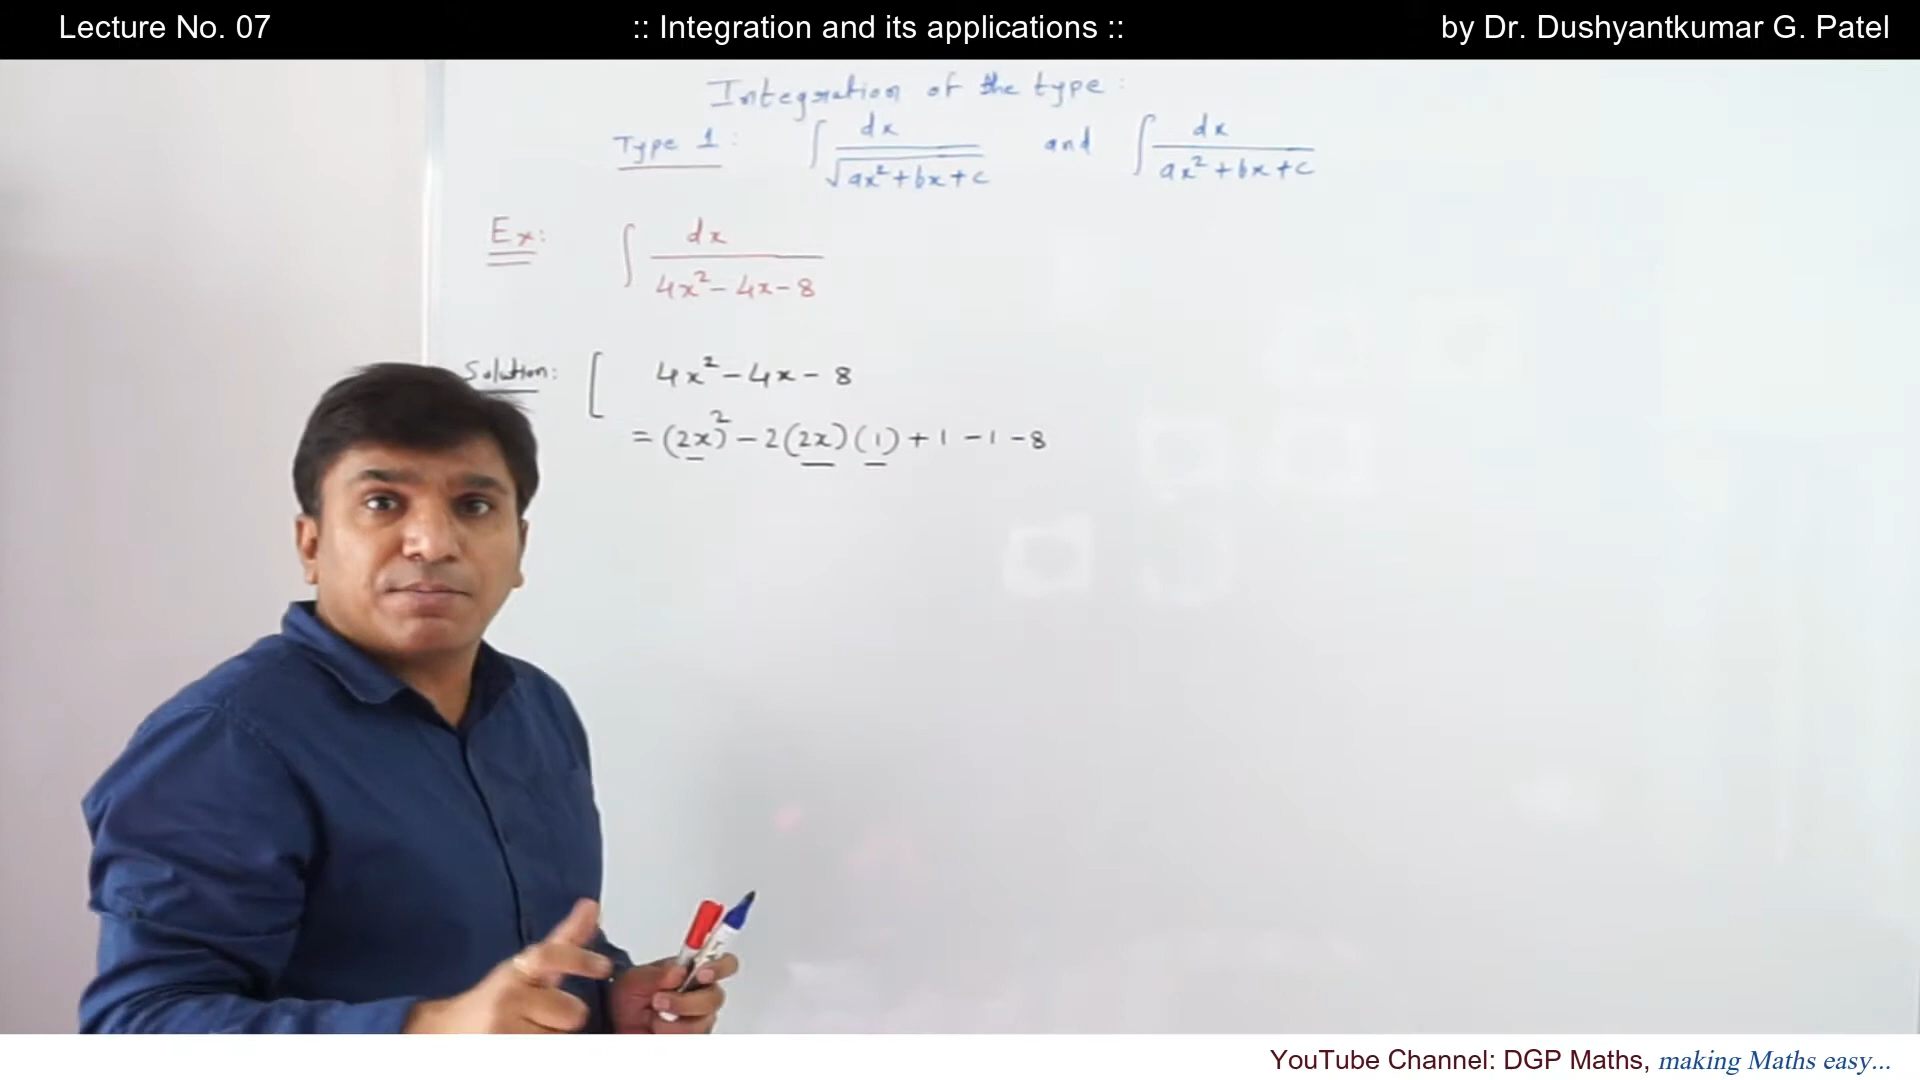 Lecture No. 07 :: Integration and its applications :: by Dr. Dushyantkumar G. Patel
Integration of the type:
Type 1: ∫ dx / √(ax² + bx + c) and ∫ dx / (ax² + bx + c)
Ex: ∫ dx / (4x² - 4x - 8)
Solution: [ 4x² - 4x - 8
= (2x)² - 2(2x)(1) + 1 - 1 - 8
YouTube Channel: DGP Maths, making Maths easy...